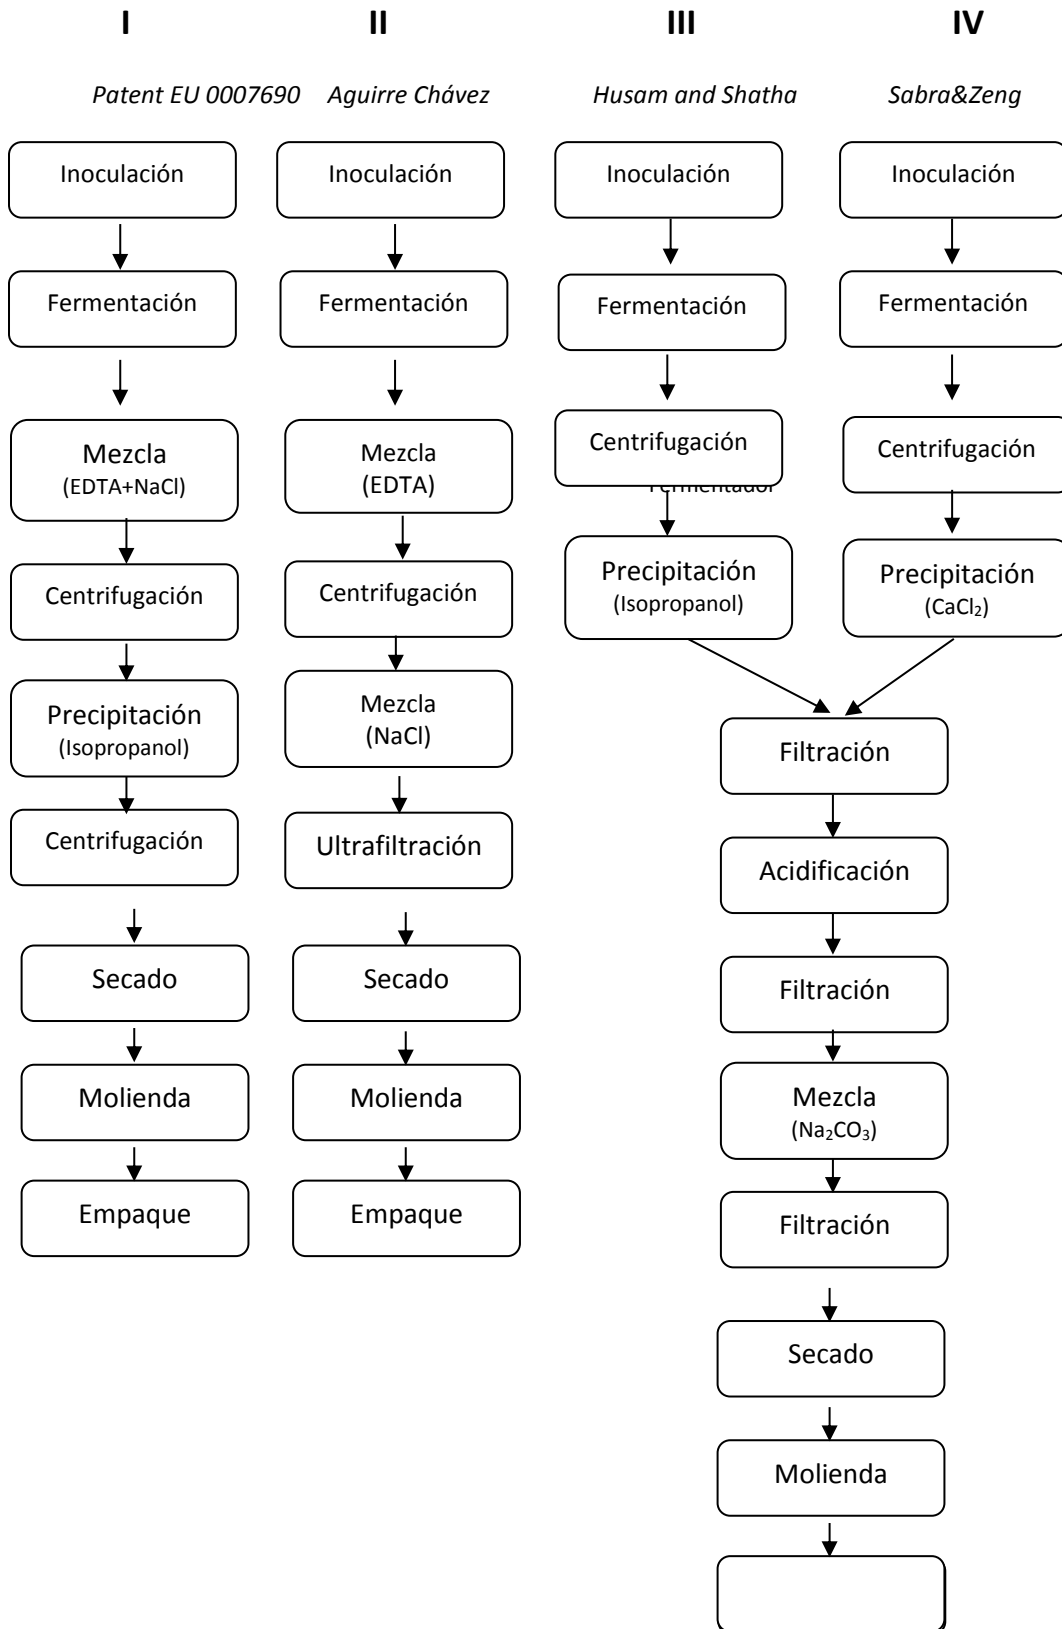 I II III IV
Patent EU 0007690 Aguirre Chávez Husam and Shatha Sabra&Zeng
Inoculación
Fermentación
Mezcla
(EDTA+NaCl)
Centrifugación
Precipitación
(Isopropanol)
Centrifugación
Secado
Molienda
Empaque
Inoculación
Fermentación
Mezcla
(EDTA)
Centrifugación
Mezcla
(NaCl)
Ultrafiltración
Secado
Molienda
Empaque
Inoculación
Fermentación
Centrifugación
Fermentador
Precipitación
(Isopropanol)
Inoculación
Fermentación
Centrifugación
Precipitación
(CaCl₂)
Filtración
Acidificación
Filtración
Mezcla
(Na₂CO₃)
Filtración
Secado
Molienda